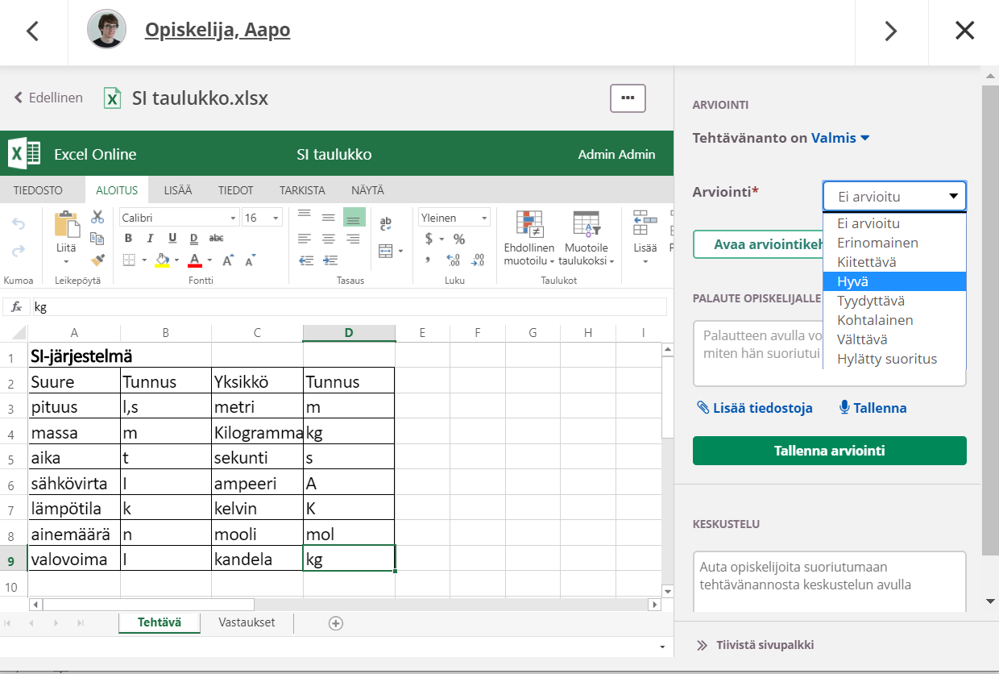 Opiskelija, Aapo
Edellinen
SI taulukko.xlsx
Excel Online
SI taulukko
Admin Admin
TIEDOSTO ALOITUS LISÄÄ TIEDOT TARKISTA NÄYTÄ
Liitä
Calibri 16
B I U D abc
A A A
ab
Yleinen
$ %
,00
,00
Ehdollinen muotoilu
Muotoile taulukoksi
Lisää
Kumoa Leikepöytä Fontti Tasaus Luku Taulukot
fx kg
A B C D E F G H I
1 SI-järjestelmä
2 Suure Tunnus Yksikkö Tunnus
3 pituus l,s metri m
4 massa m Kilogramma kg
5 aika t sekunti s
6 sähkövirta I ampeeri A
7 lämpötila k kelvin K
8 ainemäärä n mooli mol
9 valovoima I kandela kg
10
Tehtävä Vastaukset
ARVIOINTI
Tehtävänanto on Valmis
Arviointi* Ei arvioitu
Ei arvioitu
Erinomainen
Kiitettävä
Hyvä
Tyydyttävä
Kohtalainen
Välttävä
Hylätty suoritus
Avaa arviointikeh
PALAUTE OPISKELIJALLE
Palautteen avulla vo
miten hän suoriutui
Lisää tiedostoja Tallenna
Tallenna arviointi
KESKUSTELU
Auta opiskelijoita suoriutumaan
tehtävänannosta keskustelun avulla
Tiivistä sivupalkki